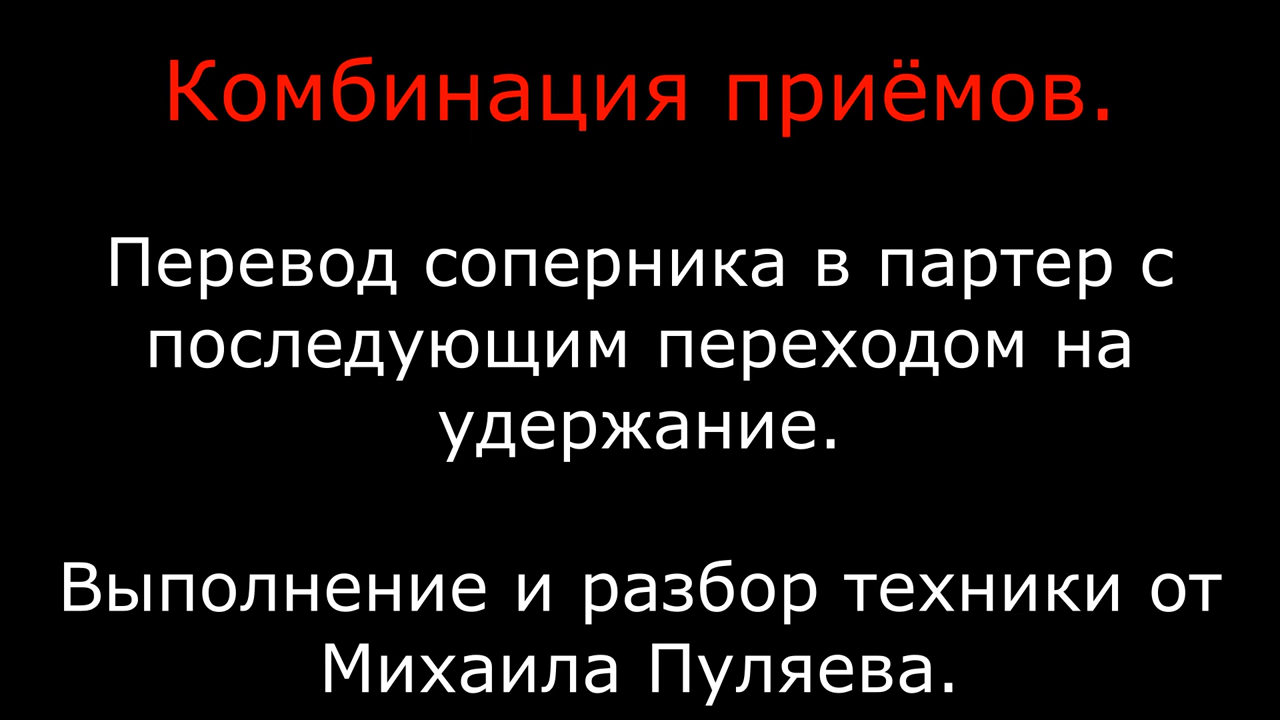 Комбинация приёмов.
Перевод соперника в партер с
последующим переходом на
удержание.
Выполнение и разбор техники от
Михаила Пуляева.